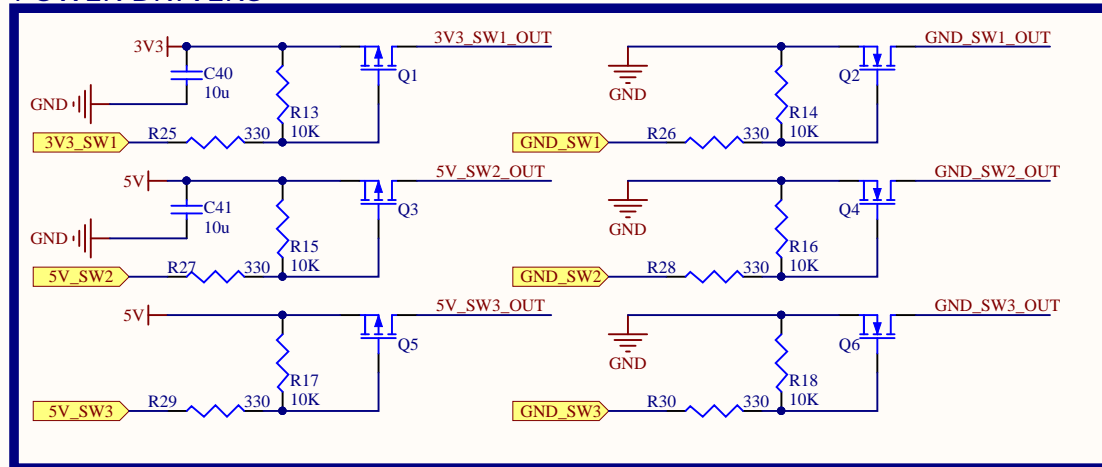 POWER DRIVERS
3V3
3V3_SW1_OUT
C40
10u
Q1
GND
R13
10K
3V3_SW1
R25
330
GND_SW1_OUT
Q2
GND
R14
10K
GND_SW1
R26
330
5V
5V_SW2_OUT
C41
10u
Q3
GND
R15
10K
5V_SW2
R27
330
GND_SW2_OUT
Q4
GND
R16
10K
GND_SW2
R28
330
5V
5V_SW3_OUT
Q5
R17
10K
5V_SW3
R29
330
GND_SW3_OUT
Q6
GND
R18
10K
GND_SW3
R30
330